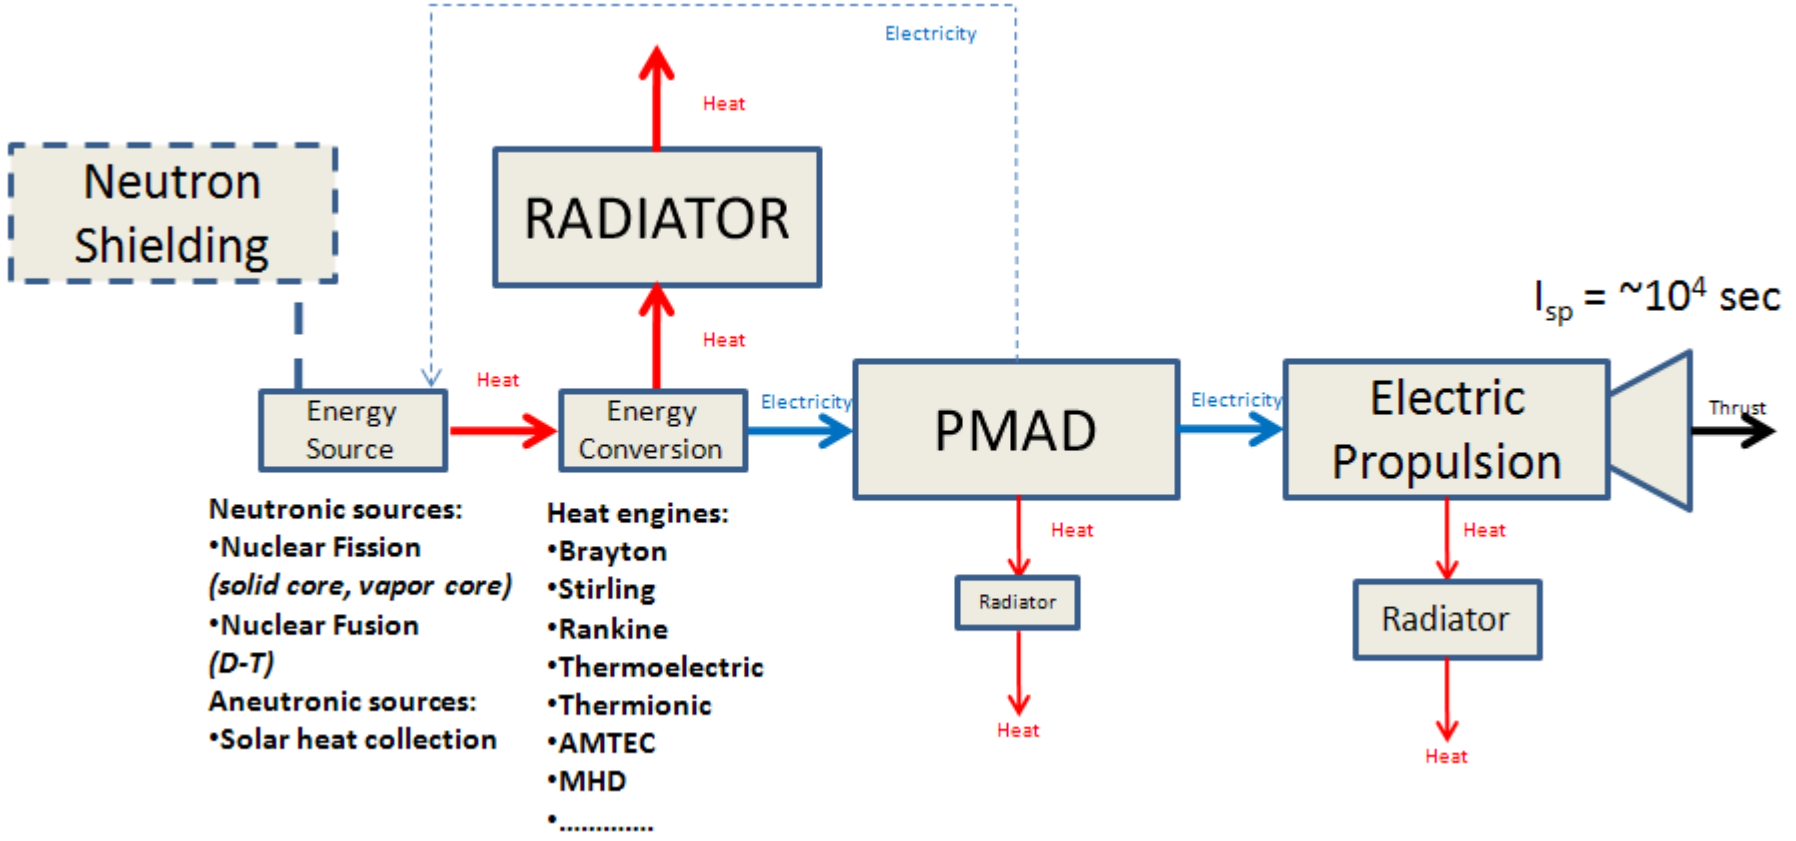 Electricity
Heat
Neutron
Shielding
RADIATOR
Heat
I_sp = ~10⁴ sec
Heat
Energy
Source
Energy
Conversion
Electricity
PMAD
Electricity
Electric
Propulsion
Thrust
Neutronic sources:
•Nuclear Fission
(solid core, vapor core)
•Nuclear Fusion
(D-T)
Aneutronic sources:
•Solar heat collection
Heat engines:
•Brayton
•Stirling
•Rankine
•Thermoelectric
•Thermionic
•AMTEC
•MHD
•.............
Heat
Radiator
Heat
Heat
Radiator
Heat